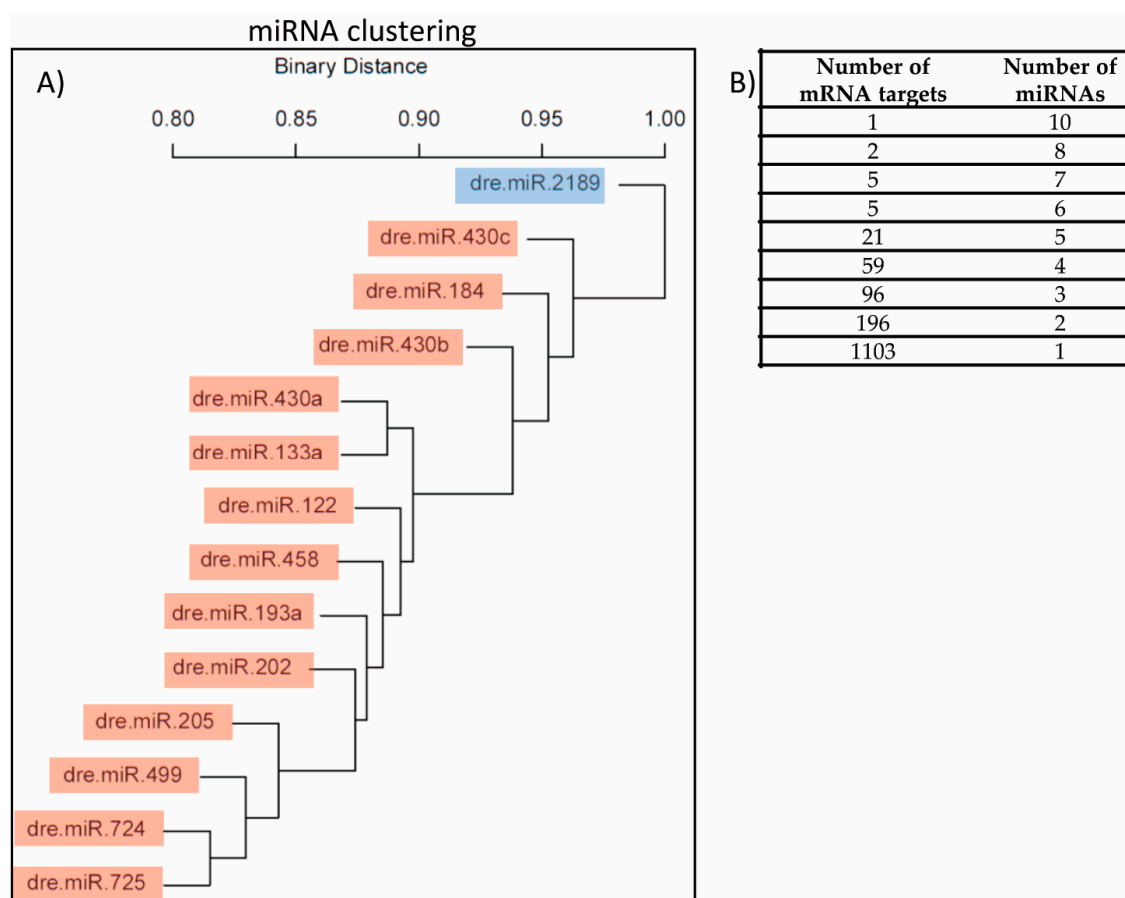 miRNA clustering
A)
Binary Distance
0.80 0.85 0.90 0.95 1.00
dre.miR.2189
dre.miR.430c
dre.miR.184
dre.miR.430b
dre.miR.430a
dre.miR.133a
dre.miR.122
dre.miR.458
dre.miR.193a
dre.miR.202
dre.miR.205
dre.miR.499
dre.miR.724
dre.miR.725
B)
Number of Number of
mRNA targets miRNAs
1 10
2 8
5 7
5 6
21 5
59 4
96 3
196 2
1103 1